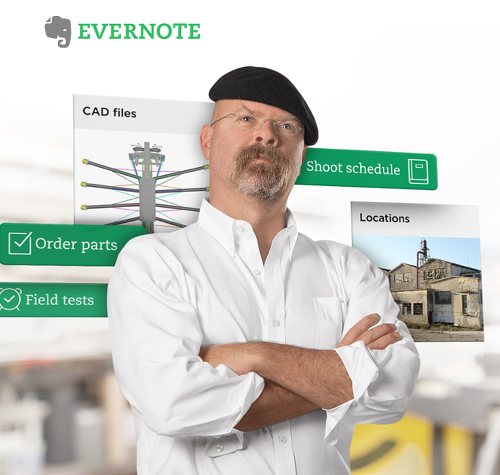 EVERNOTE
CAD files
Shoot schedule
Locations
Order parts
Field tests